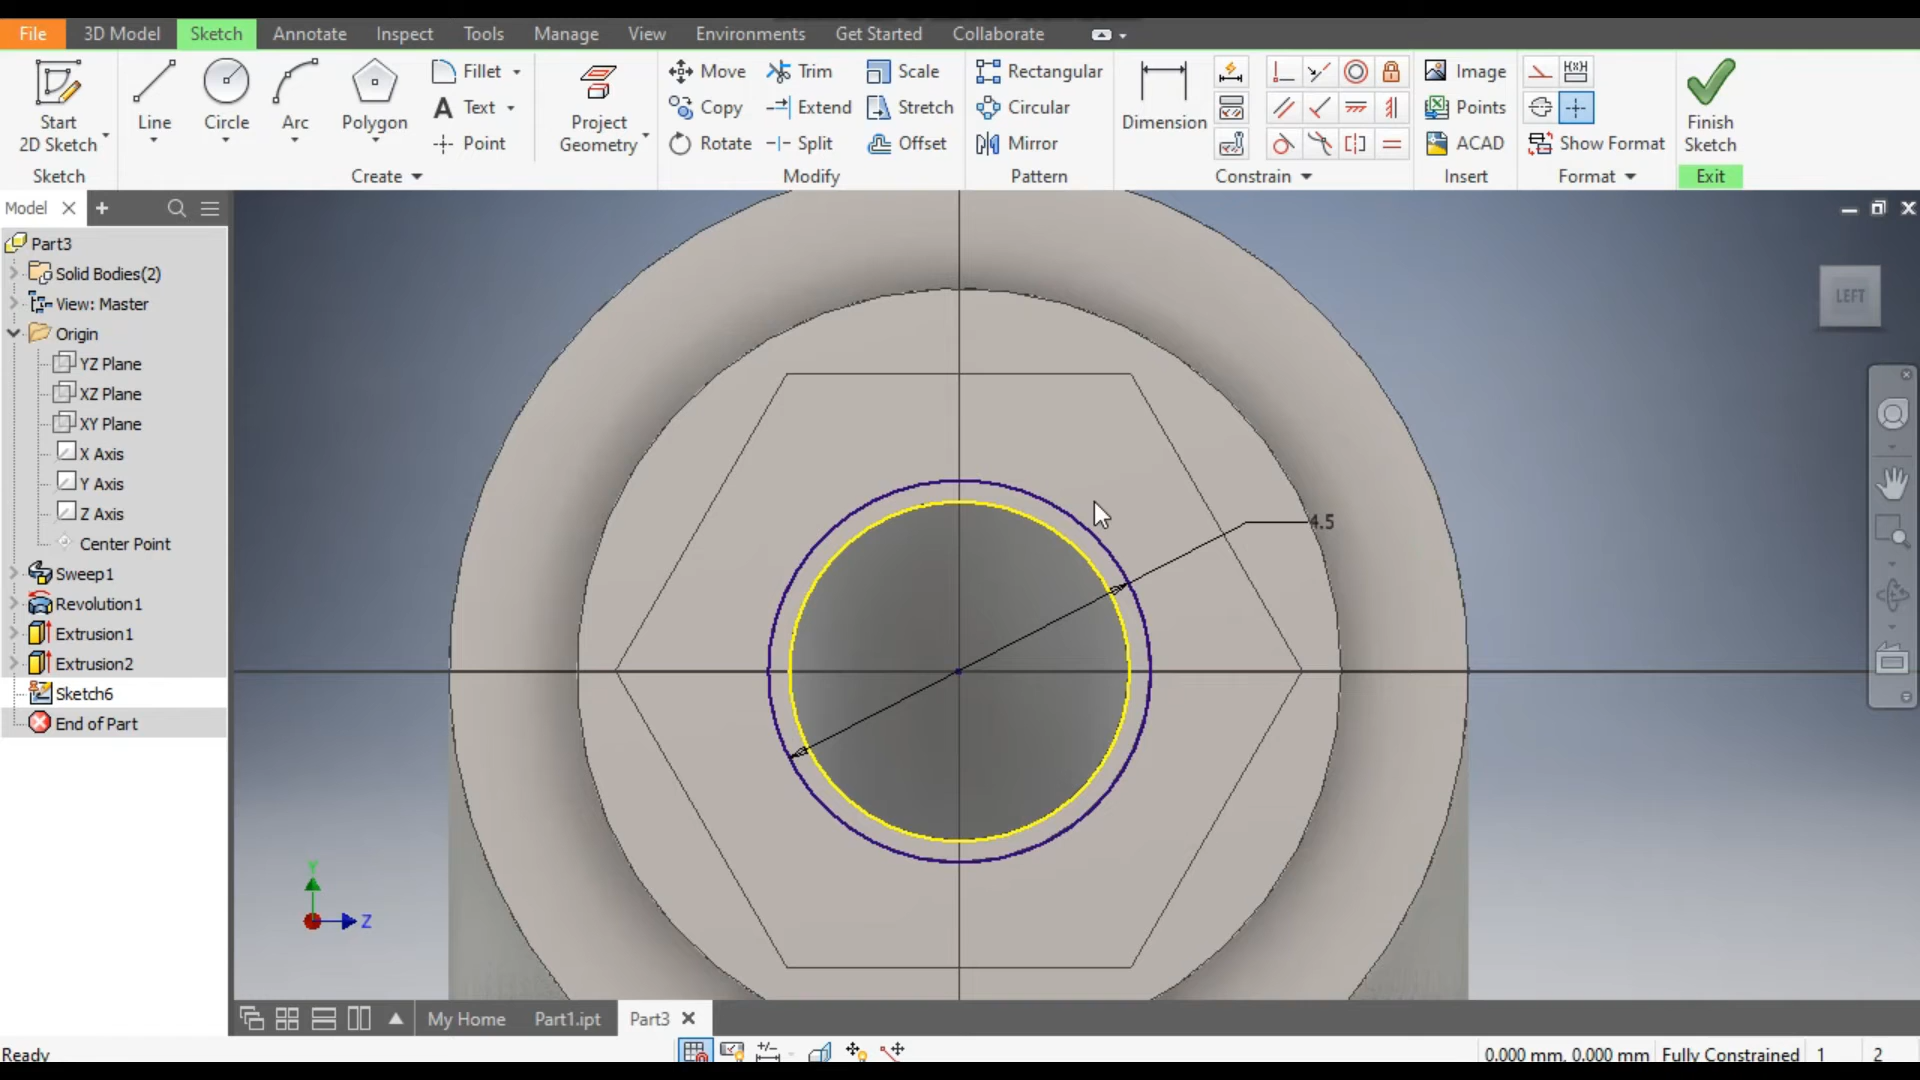 File 3D Model Sketch Annotate Inspect Tools Manage View Environments Get Started Collaborate
Start 2D Sketch
Line
Circle
Arc
Polygon
Fillet
Text
Point
Project Geometry
Move
Copy
Rotate
Trim
Extend
Split
Scale
Stretch
Offset
Rectangular
Circular
Mirror
Dimension
Image
Points
ACAD
Show Format
Finish Sketch
Sketch
Create
Modify
Pattern
Constrain
Insert
Format
Exit
Model
Part3
Solid Bodies(2)
View: Master
Origin
YZ Plane
XZ Plane
XY Plane
X Axis
Y Axis
Z Axis
Center Point
Sweep1
Revolution1
Extrusion1
Extrusion2
Sketch6
End of Part
LEFT
4.5
Y
Z
My Home
Part1.ipt
Part3
Ready
0.000 mm, 0.000 mm
Fully Constrained
1
2